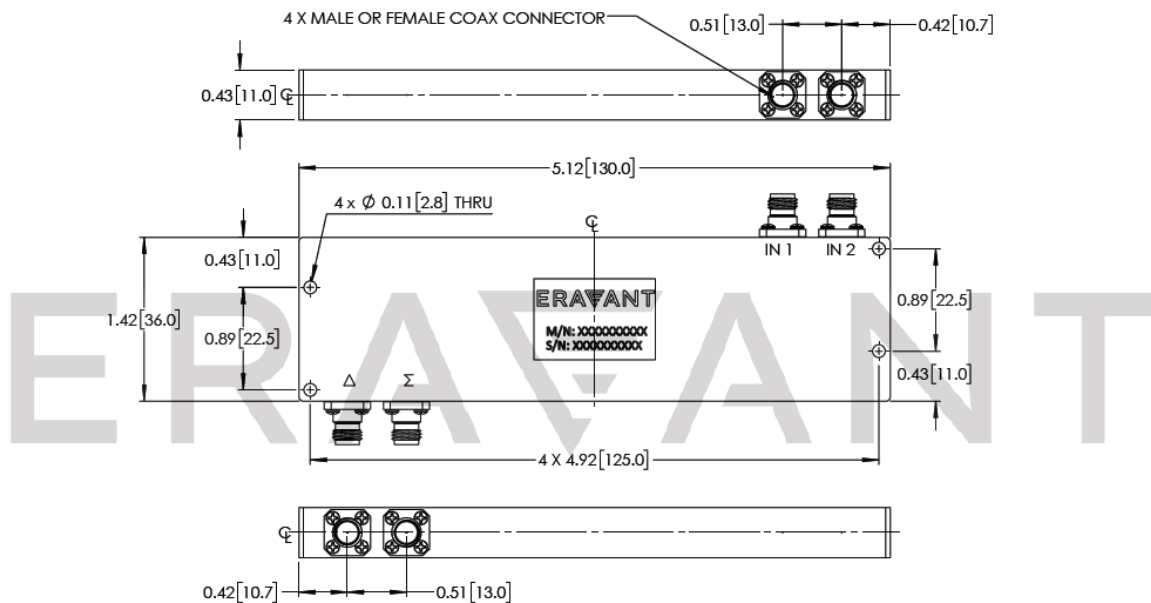 4 X MALE OR FEMALE COAX CONNECTOR
0.51[13.0]
0.42[10.7]
0.43[11.0]
℄
5.12[130.0]
4 x Ø 0.11[2.8] THRU
℄
IN 1
IN 2
0.43[11.0]
1.42[36.0]
0.89[22.5]
0.89[22.5]
0.43[11.0]
ERAVANT
M/N: XXXXXXXXXXX
S/N: XXXXXXXXXXX
Δ
Σ
ERAVANT
4 X 4.92[125.0]
℄
0.42[10.7]
0.51[13.0]